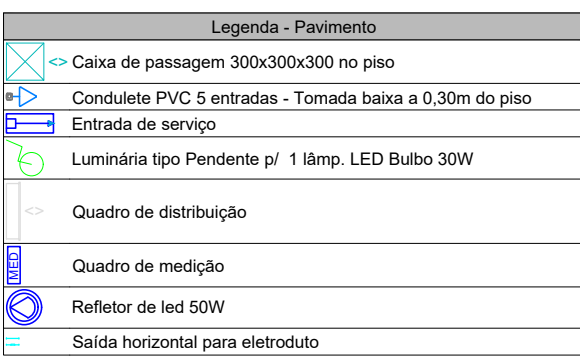 Legenda - Pavimento
<> Caixa de passagem 300x300x300 no piso
Condulete PVC 5 entradas - Tomada baixa a 0,30m do piso
Entrada de serviço
Luminária tipo Pendente p/ 1 lâmp. LED Bulbo 30W
<> Quadro de distribuição
MED Quadro de medição
Refletor de led 50W
Saída horizontal para eletroduto